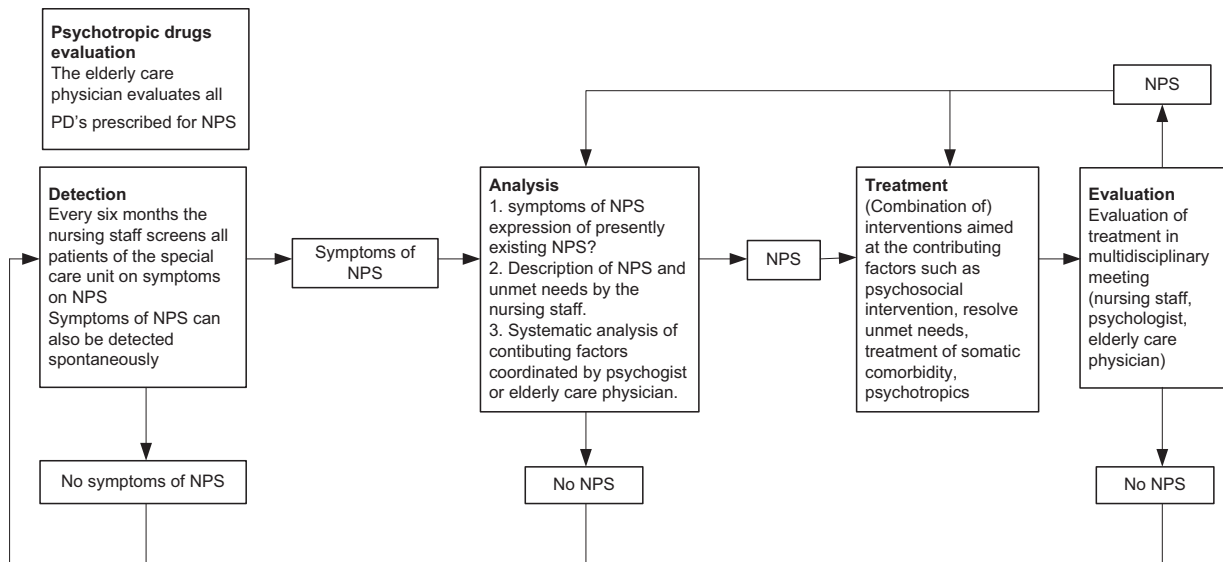 Psychotropic drugs
evaluation
The elderly care
physician evaluates all
PD's prescribed for NPS
NPS
Detection
Every six months the
nursing staff screens all
patients of the special
care unit on symptoms
on NPS
Symptoms of NPS can
also be detected
spontaneously
Symptoms of
NPS
Analysis
1. symptoms of NPS
expression of presently
existing NPS?
2. Description of NPS and
unmet needs by the
nursing staff.
3. Systematic analysis of
contibuting factors
coordinated by psychogist
or elderly care physician.
NPS
Treatment
(Combination of)
interventions aimed
at the contributing
factors such as
psychosocial
intervention, resolve
unmet needs,
treatment of somatic
comorbidity,
psychotropics
Evaluation
Evaluation of
treatment in
multidisciplinary
meeting
(nursing staff,
psychologist,
elderly care
physician)
No symptoms of NPS
No NPS
No NPS